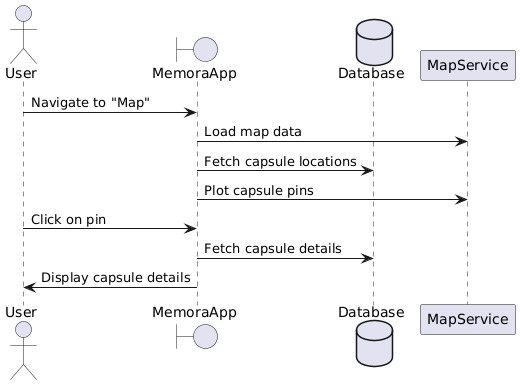 User
MemoraApp
Database
MapService
Navigate to "Map"
Load map data
Fetch capsule locations
Plot capsule pins
Click on pin
Fetch capsule details
Display capsule details
User
MemoraApp
Database
MapService